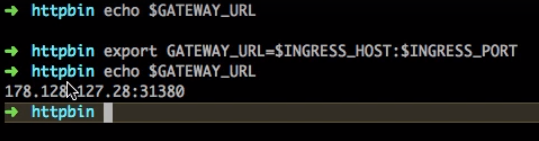 ➜ httpbin echo $GATEWAY_URL
➜ httpbin export GATEWAY_URL=$INGRESS_HOST:$INGRESS_PORT
➜ httpbin echo $GATEWAY_URL
178.128.127.28:31380
➜ httpbin